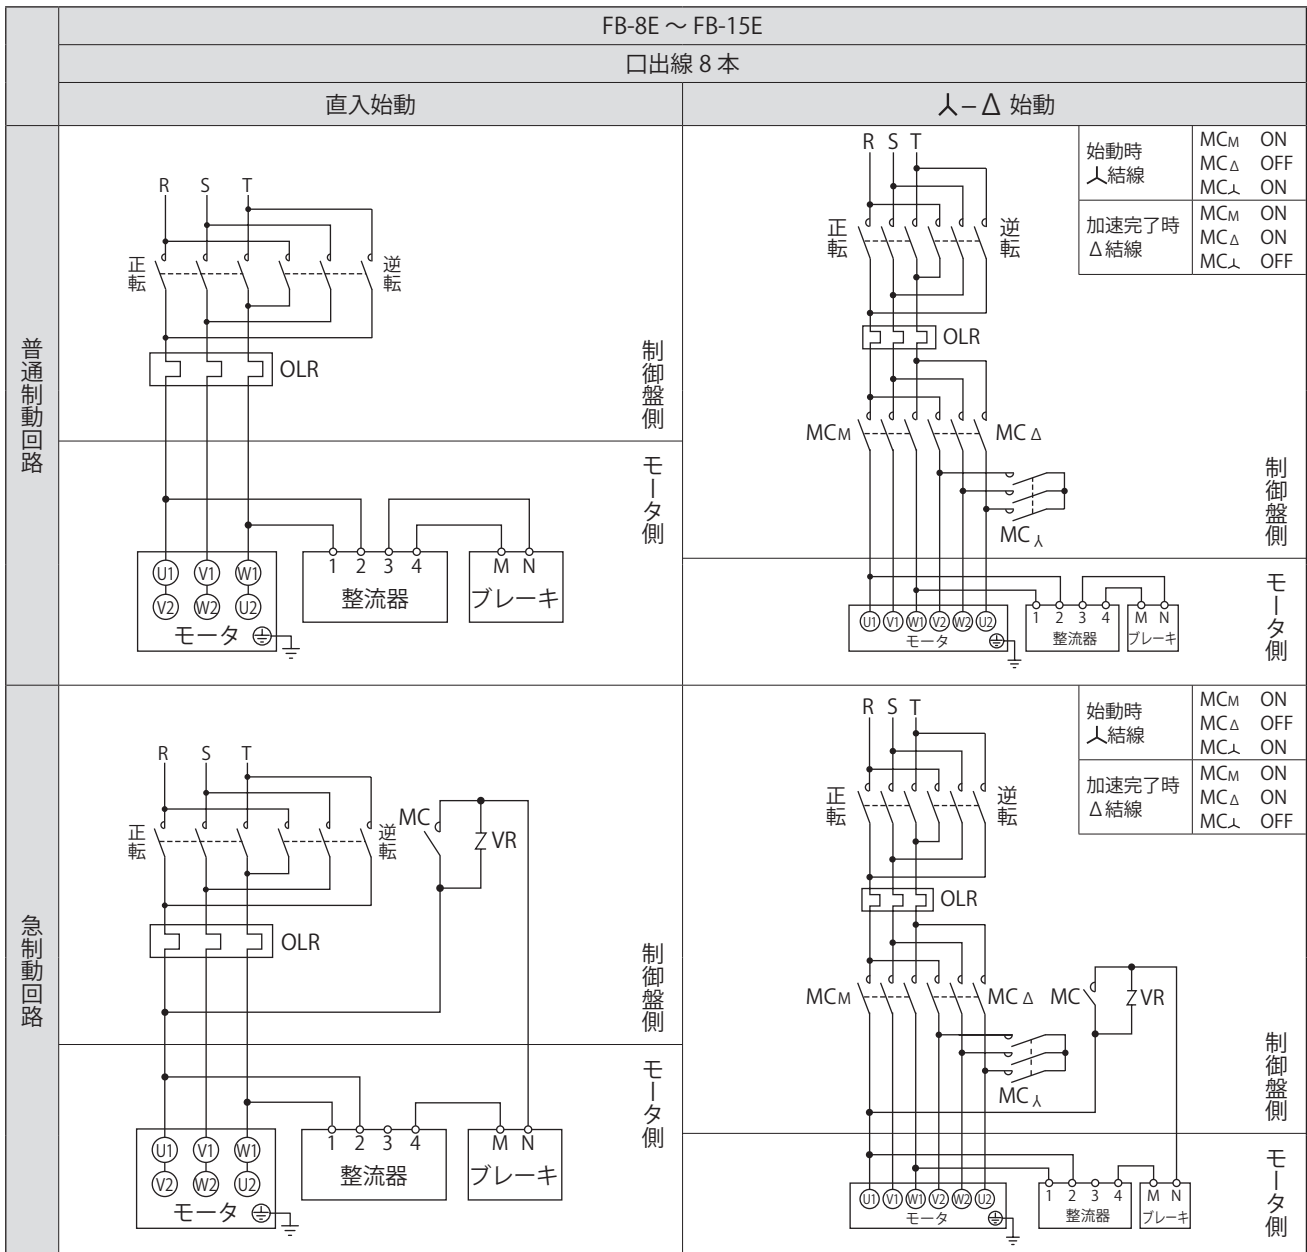 FB-8E ～ FB-15E
口出線 8 本
直入始動
人 – Δ 始動
普通制動回路
R S T
正転
逆転
OLR
制御盤側
モータ側
U1 V1 W1
V2 W2 U2
モータ
1 2 3 4
整流器
M N
ブレーキ
R S T
正転
逆転
始動時
人結線
MCM ON
MCΔ OFF
MC人 ON
加速完了時
Δ結線
MCM ON
MCΔ ON
MC人 OFF
OLR
MCM
MCΔ
MC人
制御盤側
モータ側
U1 V1 W1 V2 W2 U2
モータ
1 2 3 4
整流器
M N
ブレーキ
急制動回路
R S T
正転
逆転
MC
VR
OLR
制御盤側
モータ側
U1 V1 W1
V2 W2 U2
モータ
1 2 3 4
整流器
M N
ブレーキ
R S T
正転
逆転
始動時
人結線
MCM ON
MCΔ OFF
MC人 ON
加速完了時
Δ結線
MCM ON
MCΔ ON
MC人 OFF
OLR
MCM
MCΔ
MC
VR
MC人
制御盤側
モータ側
U1 V1 W1 V2 W2 U2
モータ
1 2 3 4
整流器
M N
ブレーキ